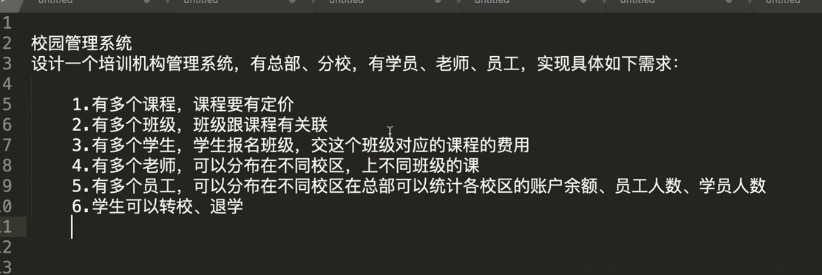 untitled untitled untitled untitled untitled untitled
1
2 校园管理系统
3 设计一个培训机构管理系统，有总部、分校，有学员、老师、员工，实现具体如下需求：
4
5 1.有多个课程，课程要有定价
6 2.有多个班级，班级跟课程有关联
7 3.有多个学生，学生报名班级，交这个班级对应的课程的费用
8 4.有多个老师，可以分布在不同校区，上不同班级的课
9 5.有多个员工，可以分布在不同校区在总部可以统计各校区的账户余额、员工人数、学员人数
10 6.学生可以转校、退学
11
12
13